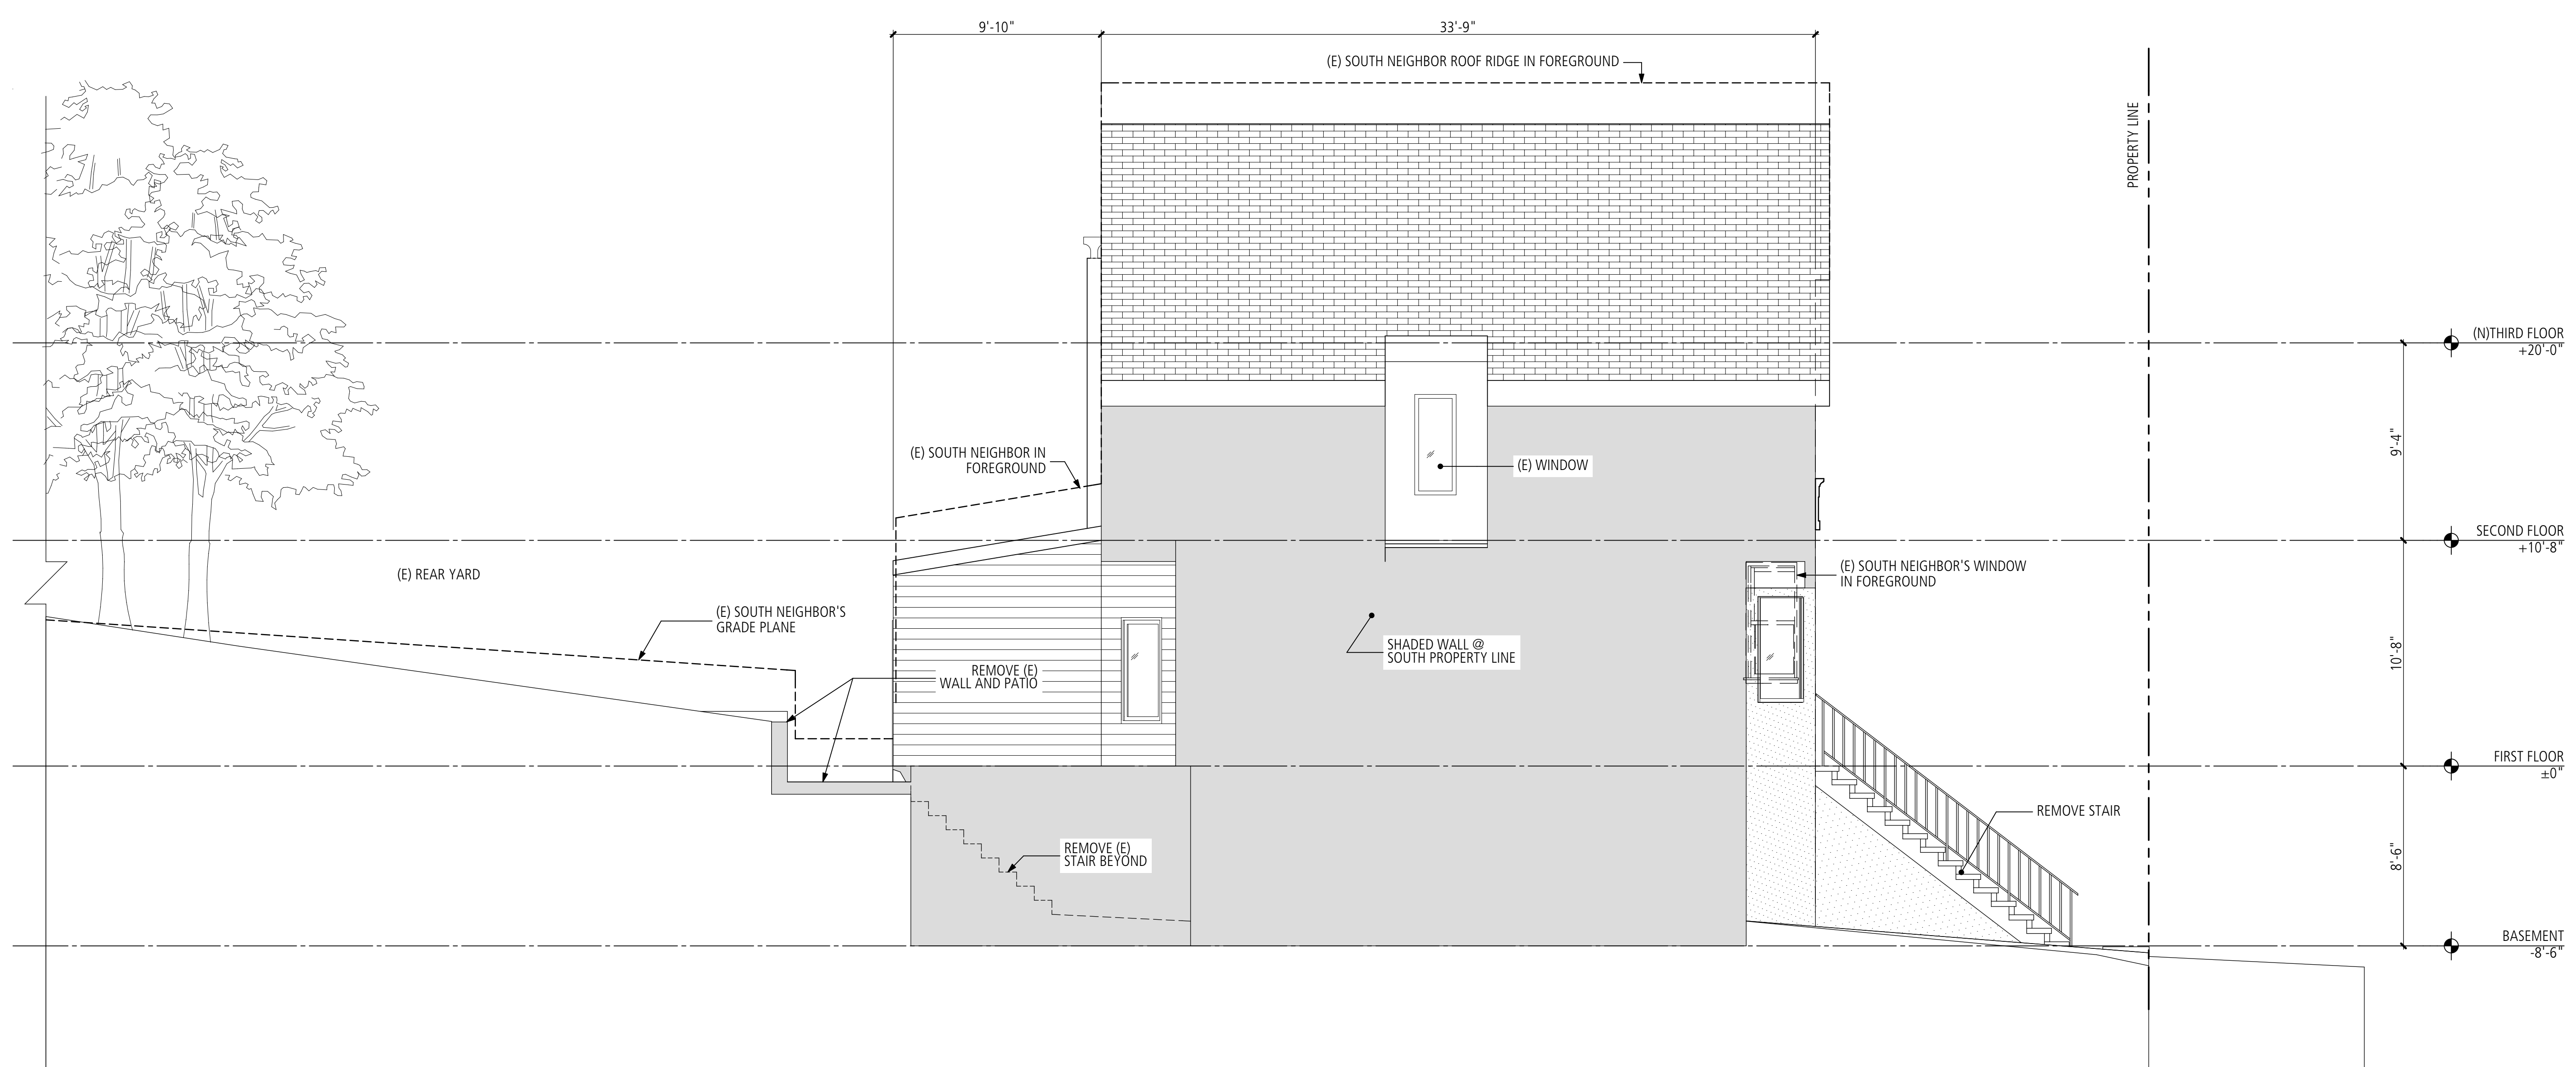 9'-10"
33'-9"
(E) SOUTH NEIGHBOR ROOF RIDGE IN FOREGROUND
PROPERTY LINE
(N)THIRD FLOOR
+20'-0"
9'-4"
(E) SOUTH NEIGHBOR IN
FOREGROUND
(E) WINDOW
SECOND FLOOR
+10'-8"
(E) REAR YARD
(E) SOUTH NEIGHBOR'S WINDOW
IN FOREGROUND
(E) SOUTH NEIGHBOR'S
GRADE PLANE
SHADED WALL @
SOUTH PROPERTY LINE
10'-8"
REMOVE (E)
WALL AND PATIO
FIRST FLOOR
±0"
REMOVE STAIR
REMOVE (E)
STAIR BEYOND
8'-6"
BASEMENT
-8'-6"